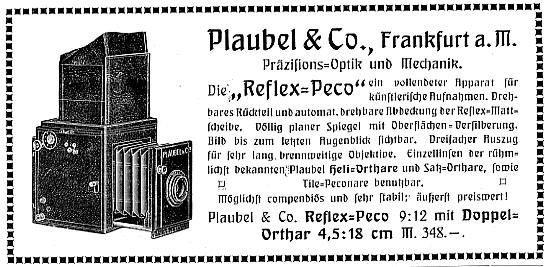 Plaubel & Co., Frankfurt a. M.
Präziſions=Optik und Mechanik.
Die „Reflex=Peco“ ein vollendeter Apparat für
künſtleriſche Aufnahmen. Dreh-
bares Rückteil und automat. drehbare Abdeckung der Reflex=Matt=
ſcheibe. Völlig planer Spiegel mit Oberflächen=Verſilberung.
Bild bis zum letzten Augenblick ſichtbar. Dreifacher Auszug
für ſehr lang brennweitige Objektive. Einzellinſen der rühm-
lichſt bekannten Plaubel Heli=Orthare und Satz=Orthare, ſowie
Tile=Peconare benutzbar.
Möglichſt compendiös und ſehr ſtabil; äußerſt preiswert!
Plaubel & Co. Reflex=Peco 9:12 mit Doppel=
Orthar 4,5:18 cm M. 348.—.
PLAUBEL & Co